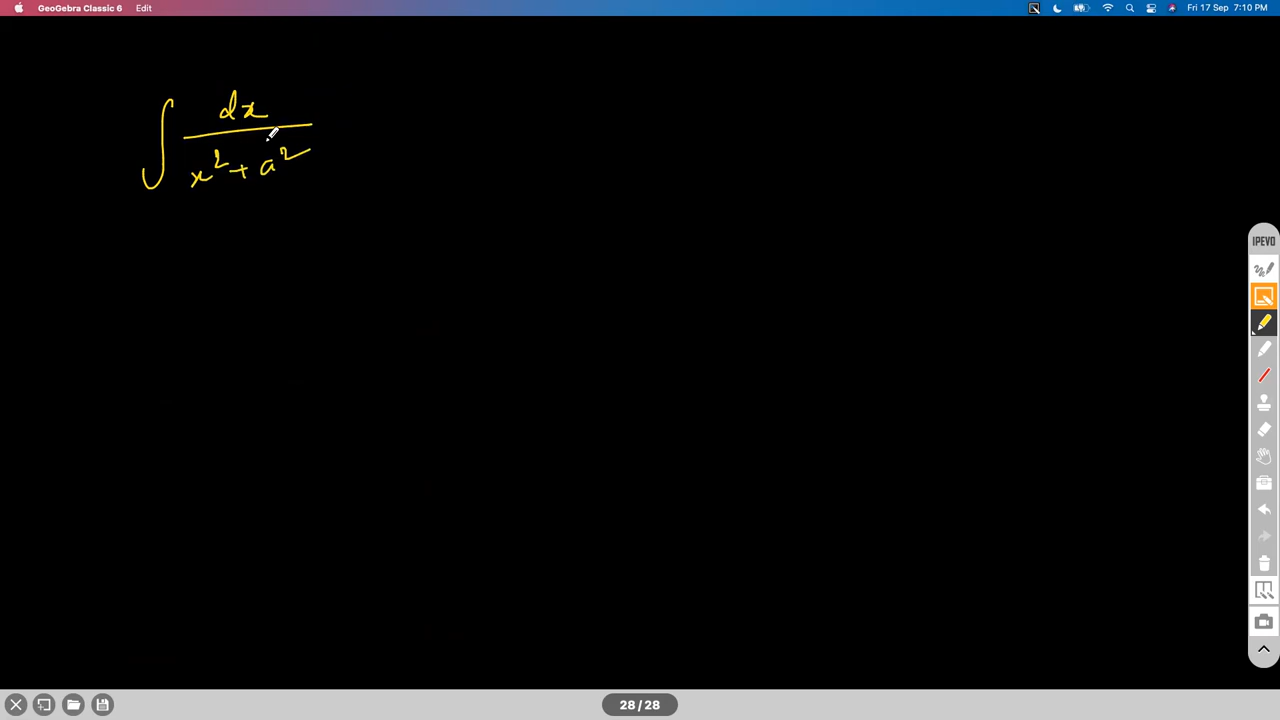 GeoGebra Classic 6 Edit Fri 17 Sep 7:10 PM
∫ dx / (x² + a²)
IPEVO
28 / 28